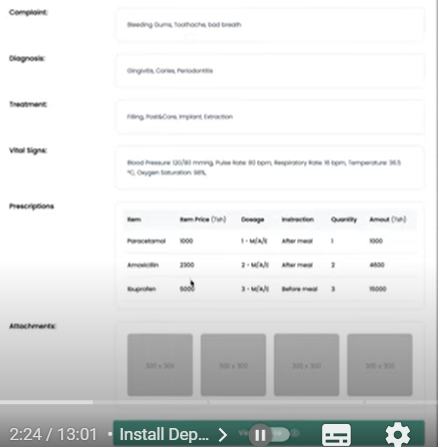 Complaint:
Bleeding Gums, Toothache, bad breath
Diagnosis:
Gingivitis, Caries, Periodontitis
Treatment:
Filling, Post&Core, Implant, Extraction
Vital Signs:
Blood Pressure: 120/80 mmHg, Pulse Rate: 80 bpm, Respiratory Rate: 16 bpm, Temperature: 36.5
°C, Oxygen Saturation: 98%,
Prescriptions
Item Item Price (Tsh) Dosage Instraction Quantity Amout (Tsh)
Paracetamol 1000 1 - M/A/E After meal 1 1000
Amoxicillin 2300 2 - M/A/E After meal 2 4600
Ibuprofen 5000 3 - M/A/E Before meal 3 15000
Attachments:
300 x 300 300 x 300 300 x 300 300 x 300
2:24 / 13:01 • Install Dep... >